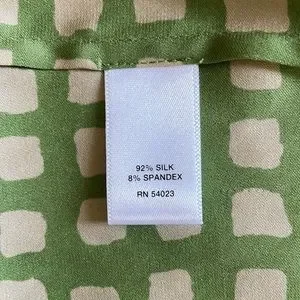 92% SILK
8% SPANDEX
RN 54023